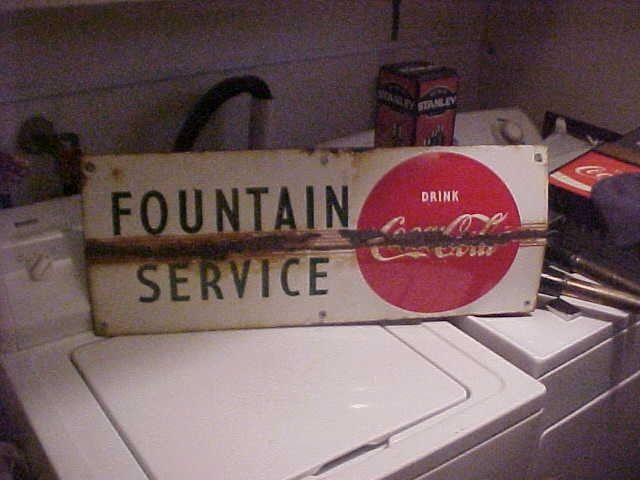 FOUNTAIN
SERVICE
DRINK
Coca-Cola
STANLEY
STANLEY